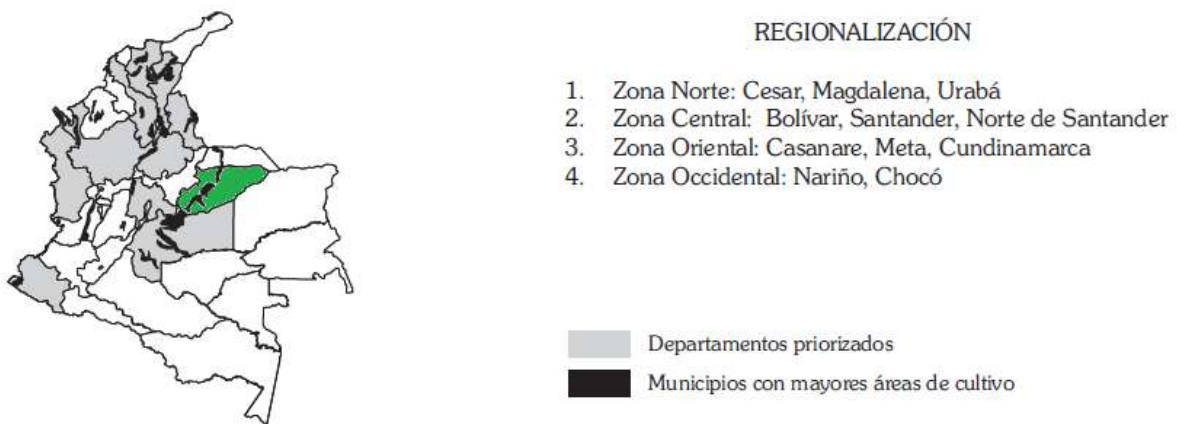 REGIONALIZACIÓN
1. Zona Norte: Cesar, Magdalena, Urabá
2. Zona Central: Bolívar, Santander, Norte de Santander
3. Zona Oriental: Casanare, Meta, Cundinamarca
4. Zona Occidental: Nariño, Chocó
Departamentos priorizados
Municipios con mayores áreas de cultivo